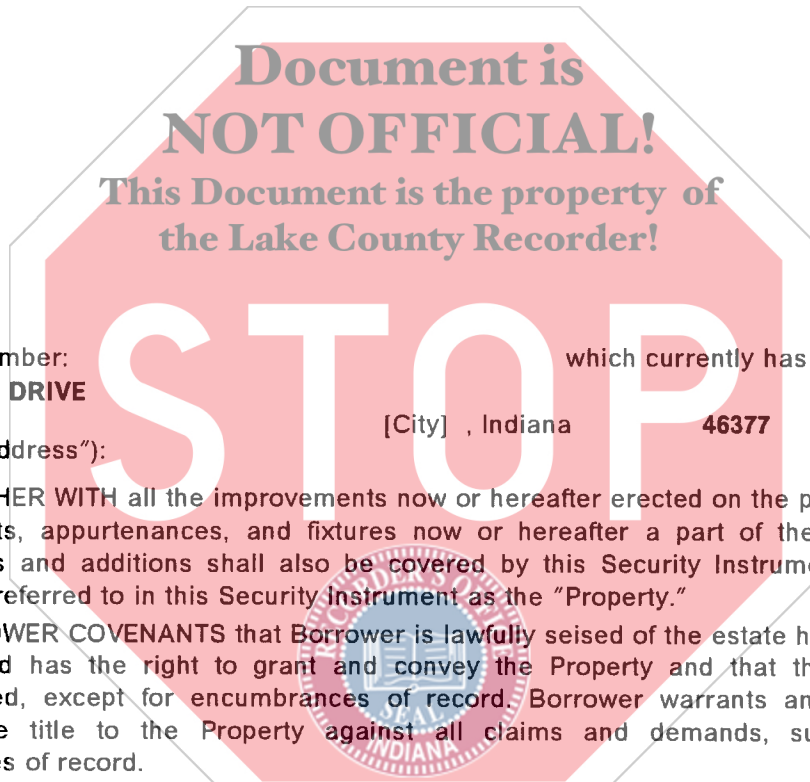 Document is
NOT OFFICIAL!
This Document is the property of
the Lake County Recorder!
STOP
mber: which currently has
DRIVE
[City] , Indiana 46377
ddress"):
HER WITH all the improvements now or hereafter erected on the p
ts, appurtenances, and fixtures now or hereafter a part of the
s and additions shall also be covered by this Security Instrume
referred to in this Security Instrument as the "Property."
OWER COVENANTS that Borrower is lawfully seised of the estate h
d has the right to grant and convey the Property and that th
ed, except for encumbrances of record. Borrower warrants an
e title to the Property against all claims and demands, su
es of record.
RECORDER'S OFFICE
SEAL
INDIANA